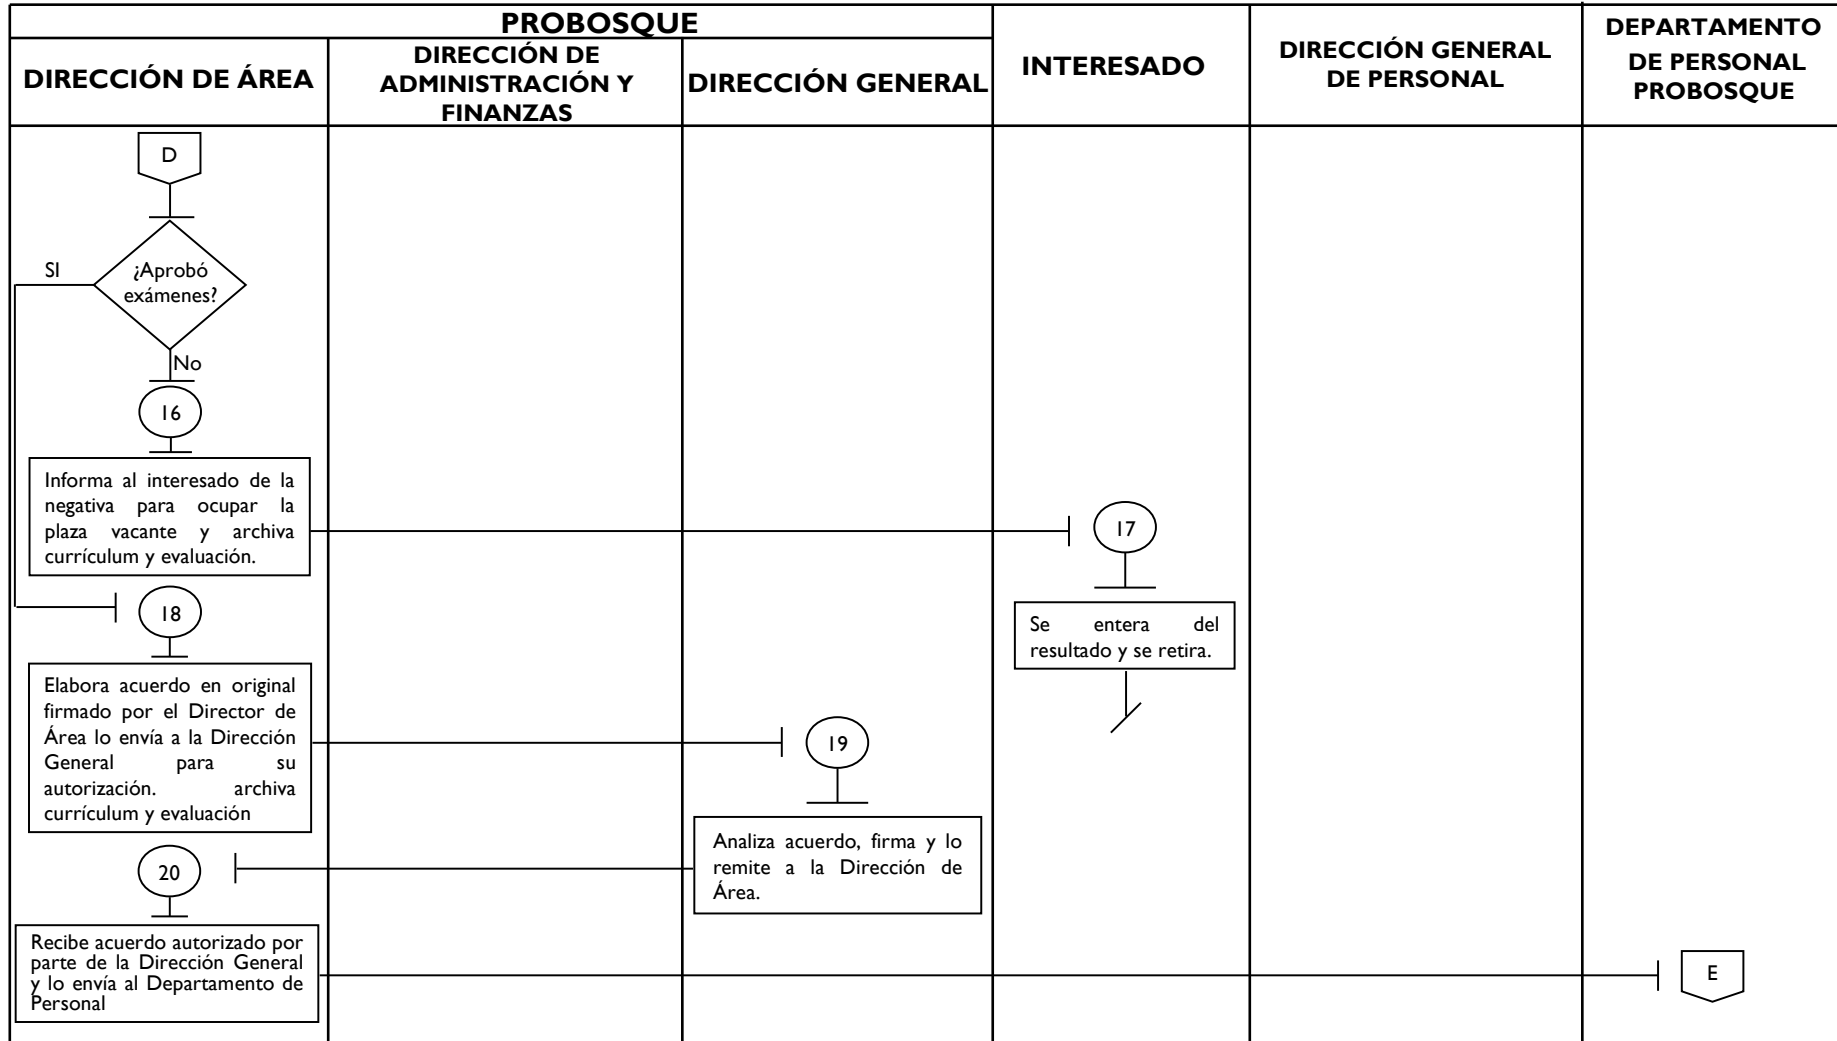 PROBOSQUE
DIRECCIÓN DE ÁREA
DIRECCIÓN DE
ADMINISTRACIÓN Y
FINANZAS
DIRECCIÓN GENERAL
INTERESADO
DIRECCIÓN GENERAL
DE PERSONAL
DEPARTAMENTO
DE PERSONAL
PROBOSQUE
D
¿Aprobó
exámenes?
SI
No
16
Informa al interesado de la
negativa para ocupar la
plaza vacante y archiva
currículum y evaluación.
17
Se entera del
resultado y se retira.
18
Elabora acuerdo en original
firmado por el Director de
Área lo envía a la Dirección
General para su
autorización. archiva
currículum y evaluación
19
Analiza acuerdo, firma y lo
remite a la Dirección de
Área.
20
Recibe acuerdo autorizado por
parte de la Dirección General
y lo envía al Departamento de
Personal
E